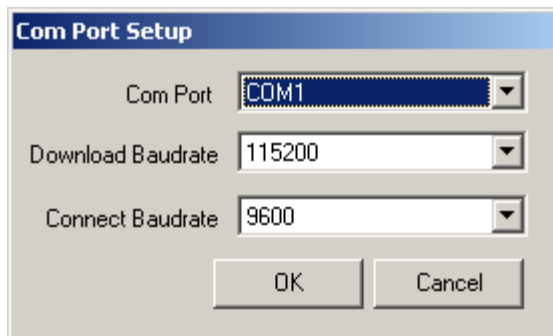 Com Port Setup
Com Port COM1
Download Baudrate 115200
Connect Baudrate 9600
OK Cancel